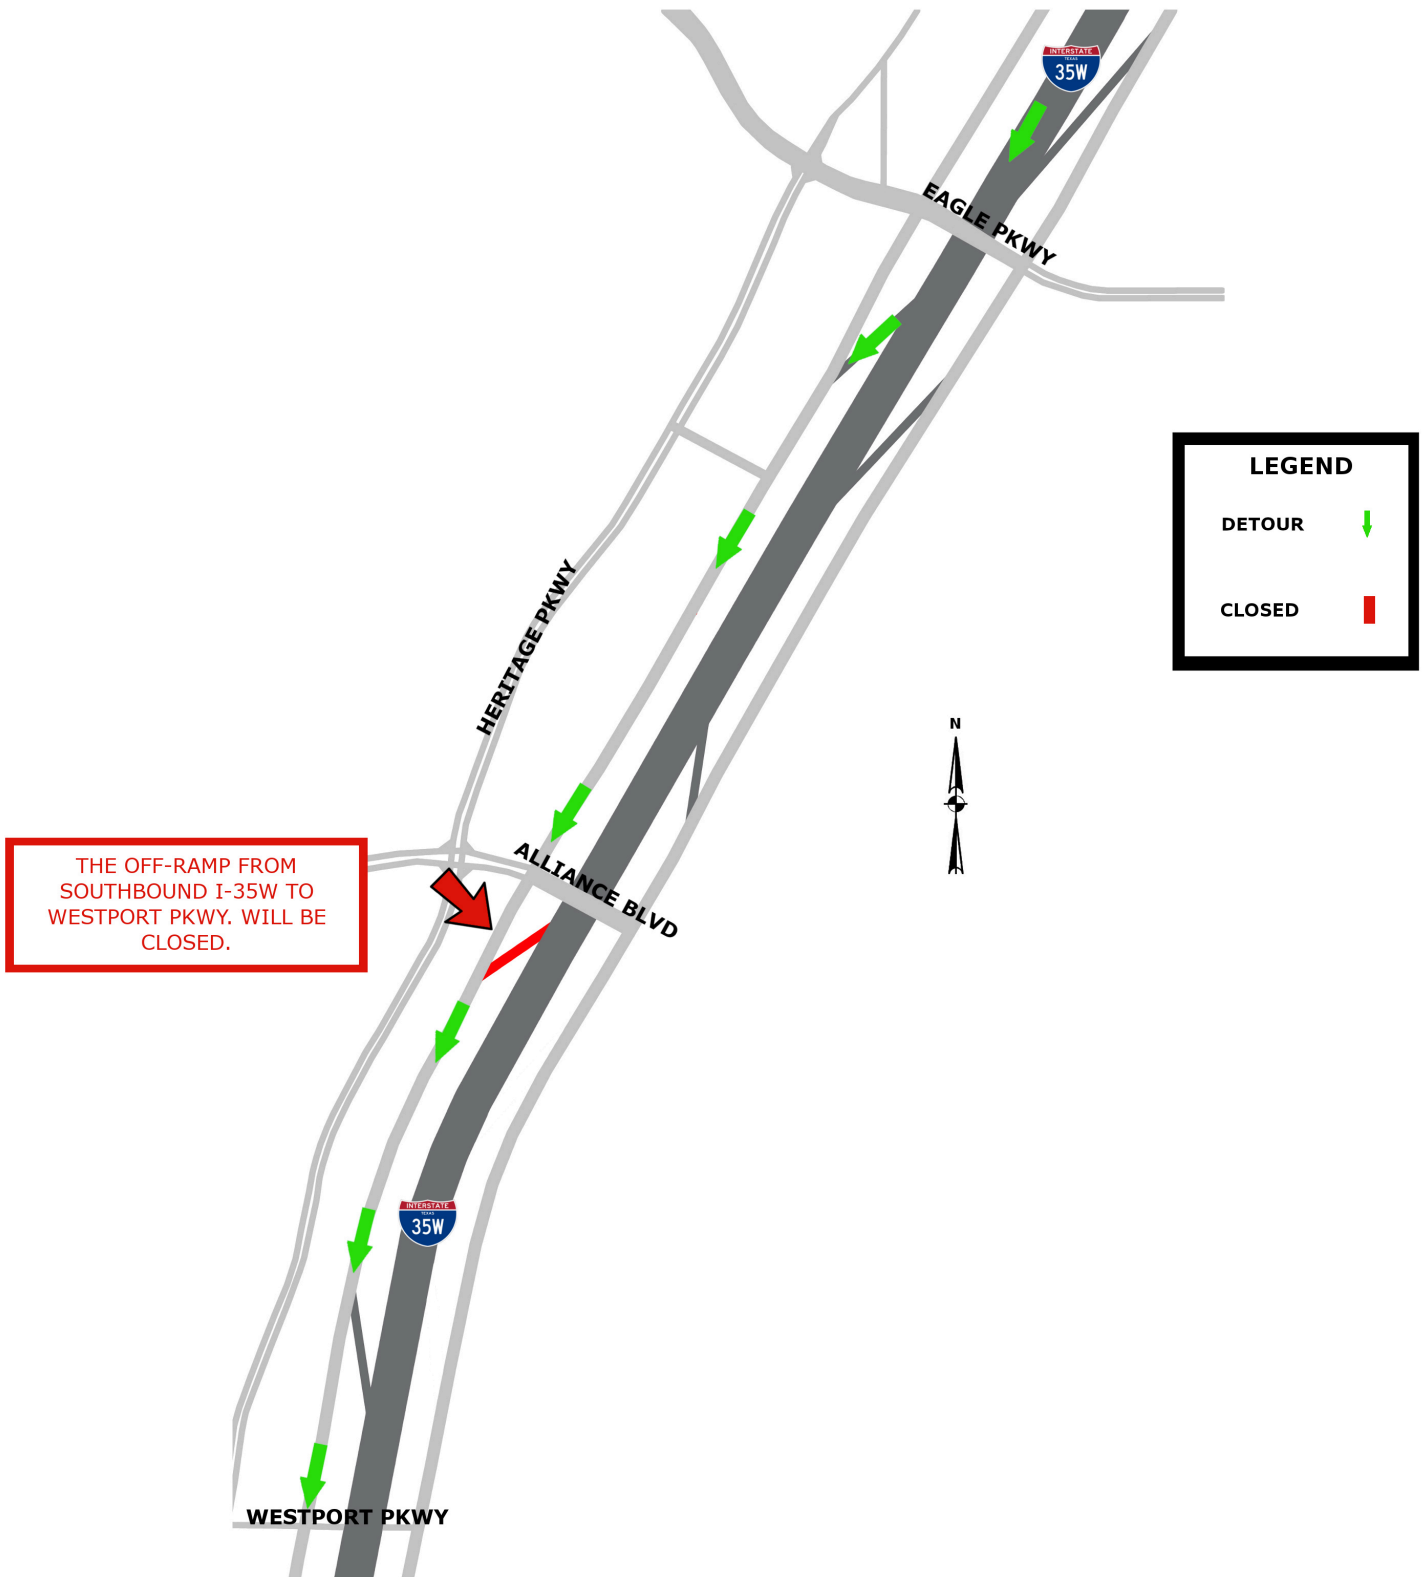 INTERSTATE
TEXAS
35W
EAGLE PKWY
LEGEND
DETOUR
CLOSED
HERITAGE PKWY
N
ALLIANCE BLVD
THE OFF-RAMP FROM
SOUTHBOUND I-35W TO
WESTPORT PKWY. WILL BE
CLOSED.
INTERSTATE
TEXAS
35W
WESTPORT PKWY